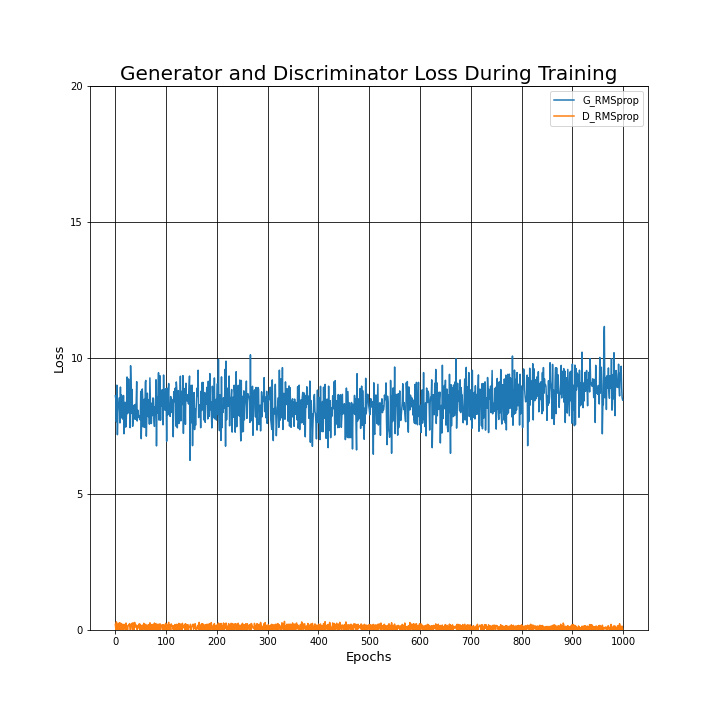 Generator and Discriminator Loss During Training
G_RMSprop
D_RMSprop
20
15
10
5
0
Loss
0 100 200 300 400 500 600 700 800 900 1000
Epochs